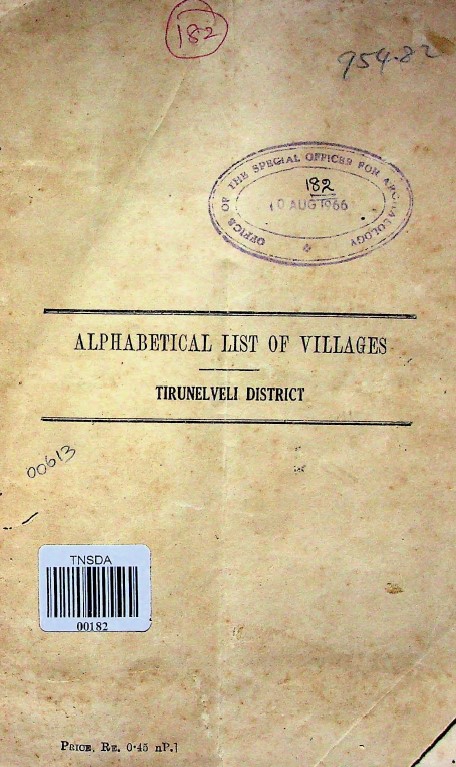 182
954.82
OFFICE OF THE SPECIAL OFFICER FOR ARCHAEOLOGY
182
10 AUG 1966
ALPHABETICAL LIST OF VILLAGES
TIRUNELVELI DISTRICT
00613
TNSDA
00182
PRICE, RE. 0·45 nP.]